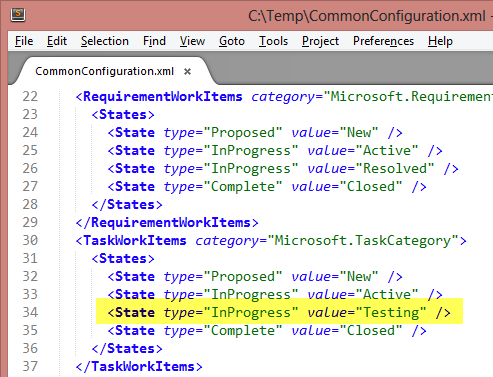 C:\Temp\CommonConfiguration.xml -
File Edit Selection Find View Goto Tools Project Preferences Help
CommonConfiguration.xml ×
22 <RequirementWorkItems category="Microsoft.Requirement
23 <States>
24 <State type="Proposed" value="New" />
25 <State type="InProgress" value="Active" />
26 <State type="InProgress" value="Resolved" />
27 <State type="Complete" value="Closed" />
28 </States>
29 </RequirementWorkItems>
30 <TaskWorkItems category="Microsoft.TaskCategory">
31 <States>
32 <State type="Proposed" value="New" />
33 <State type="InProgress" value="Active" />
34 <State type="InProgress" value="Testing" />
35 <State type="Complete" value="Closed" />
36 </States>
37 </TaskWorkItems>